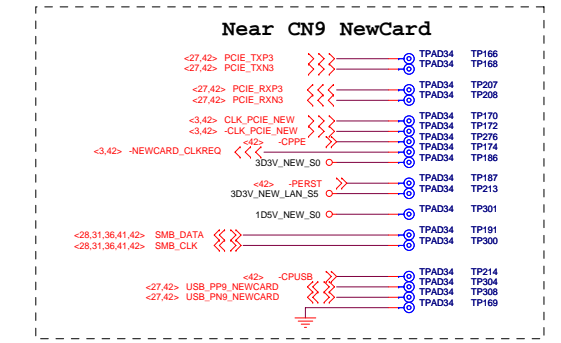 Near CN9 NewCard
<27,42> PCIE_TXP3 TPAD34 TP166
<27,42> PCIE_TXN3 TPAD34 TP168
<27,42> PCIE_RXP3 TPAD34 TP207
<27,42> PCIE_RXN3 TPAD34 TP208
<3,42> CLK_PCIE_NEW TPAD34 TP170
<3,42> -CLK_PCIE_NEW TPAD34 TP172
<42> -CPPE TPAD34 TP276
<3,42> -NEWCARD_CLKREQ TPAD34 TP174
3D3V_NEW_S0 TPAD34 TP186
<42> -PERST TPAD34 TP187
3D3V_NEW_LAN_S5 TPAD34 TP213
1D5V_NEW_S0 TPAD34 TP301
<28,31,36,41,42> SMB_DATA TPAD34 TP191
<28,31,36,41,42> SMB_CLK TPAD34 TP300
<42> -CPUSB TPAD34 TP214
<27,42> USB_PP9_NEWCARD TPAD34 TP304
<27,42> USB_PN9_NEWCARD TPAD34 TP308
TPAD34 TP169